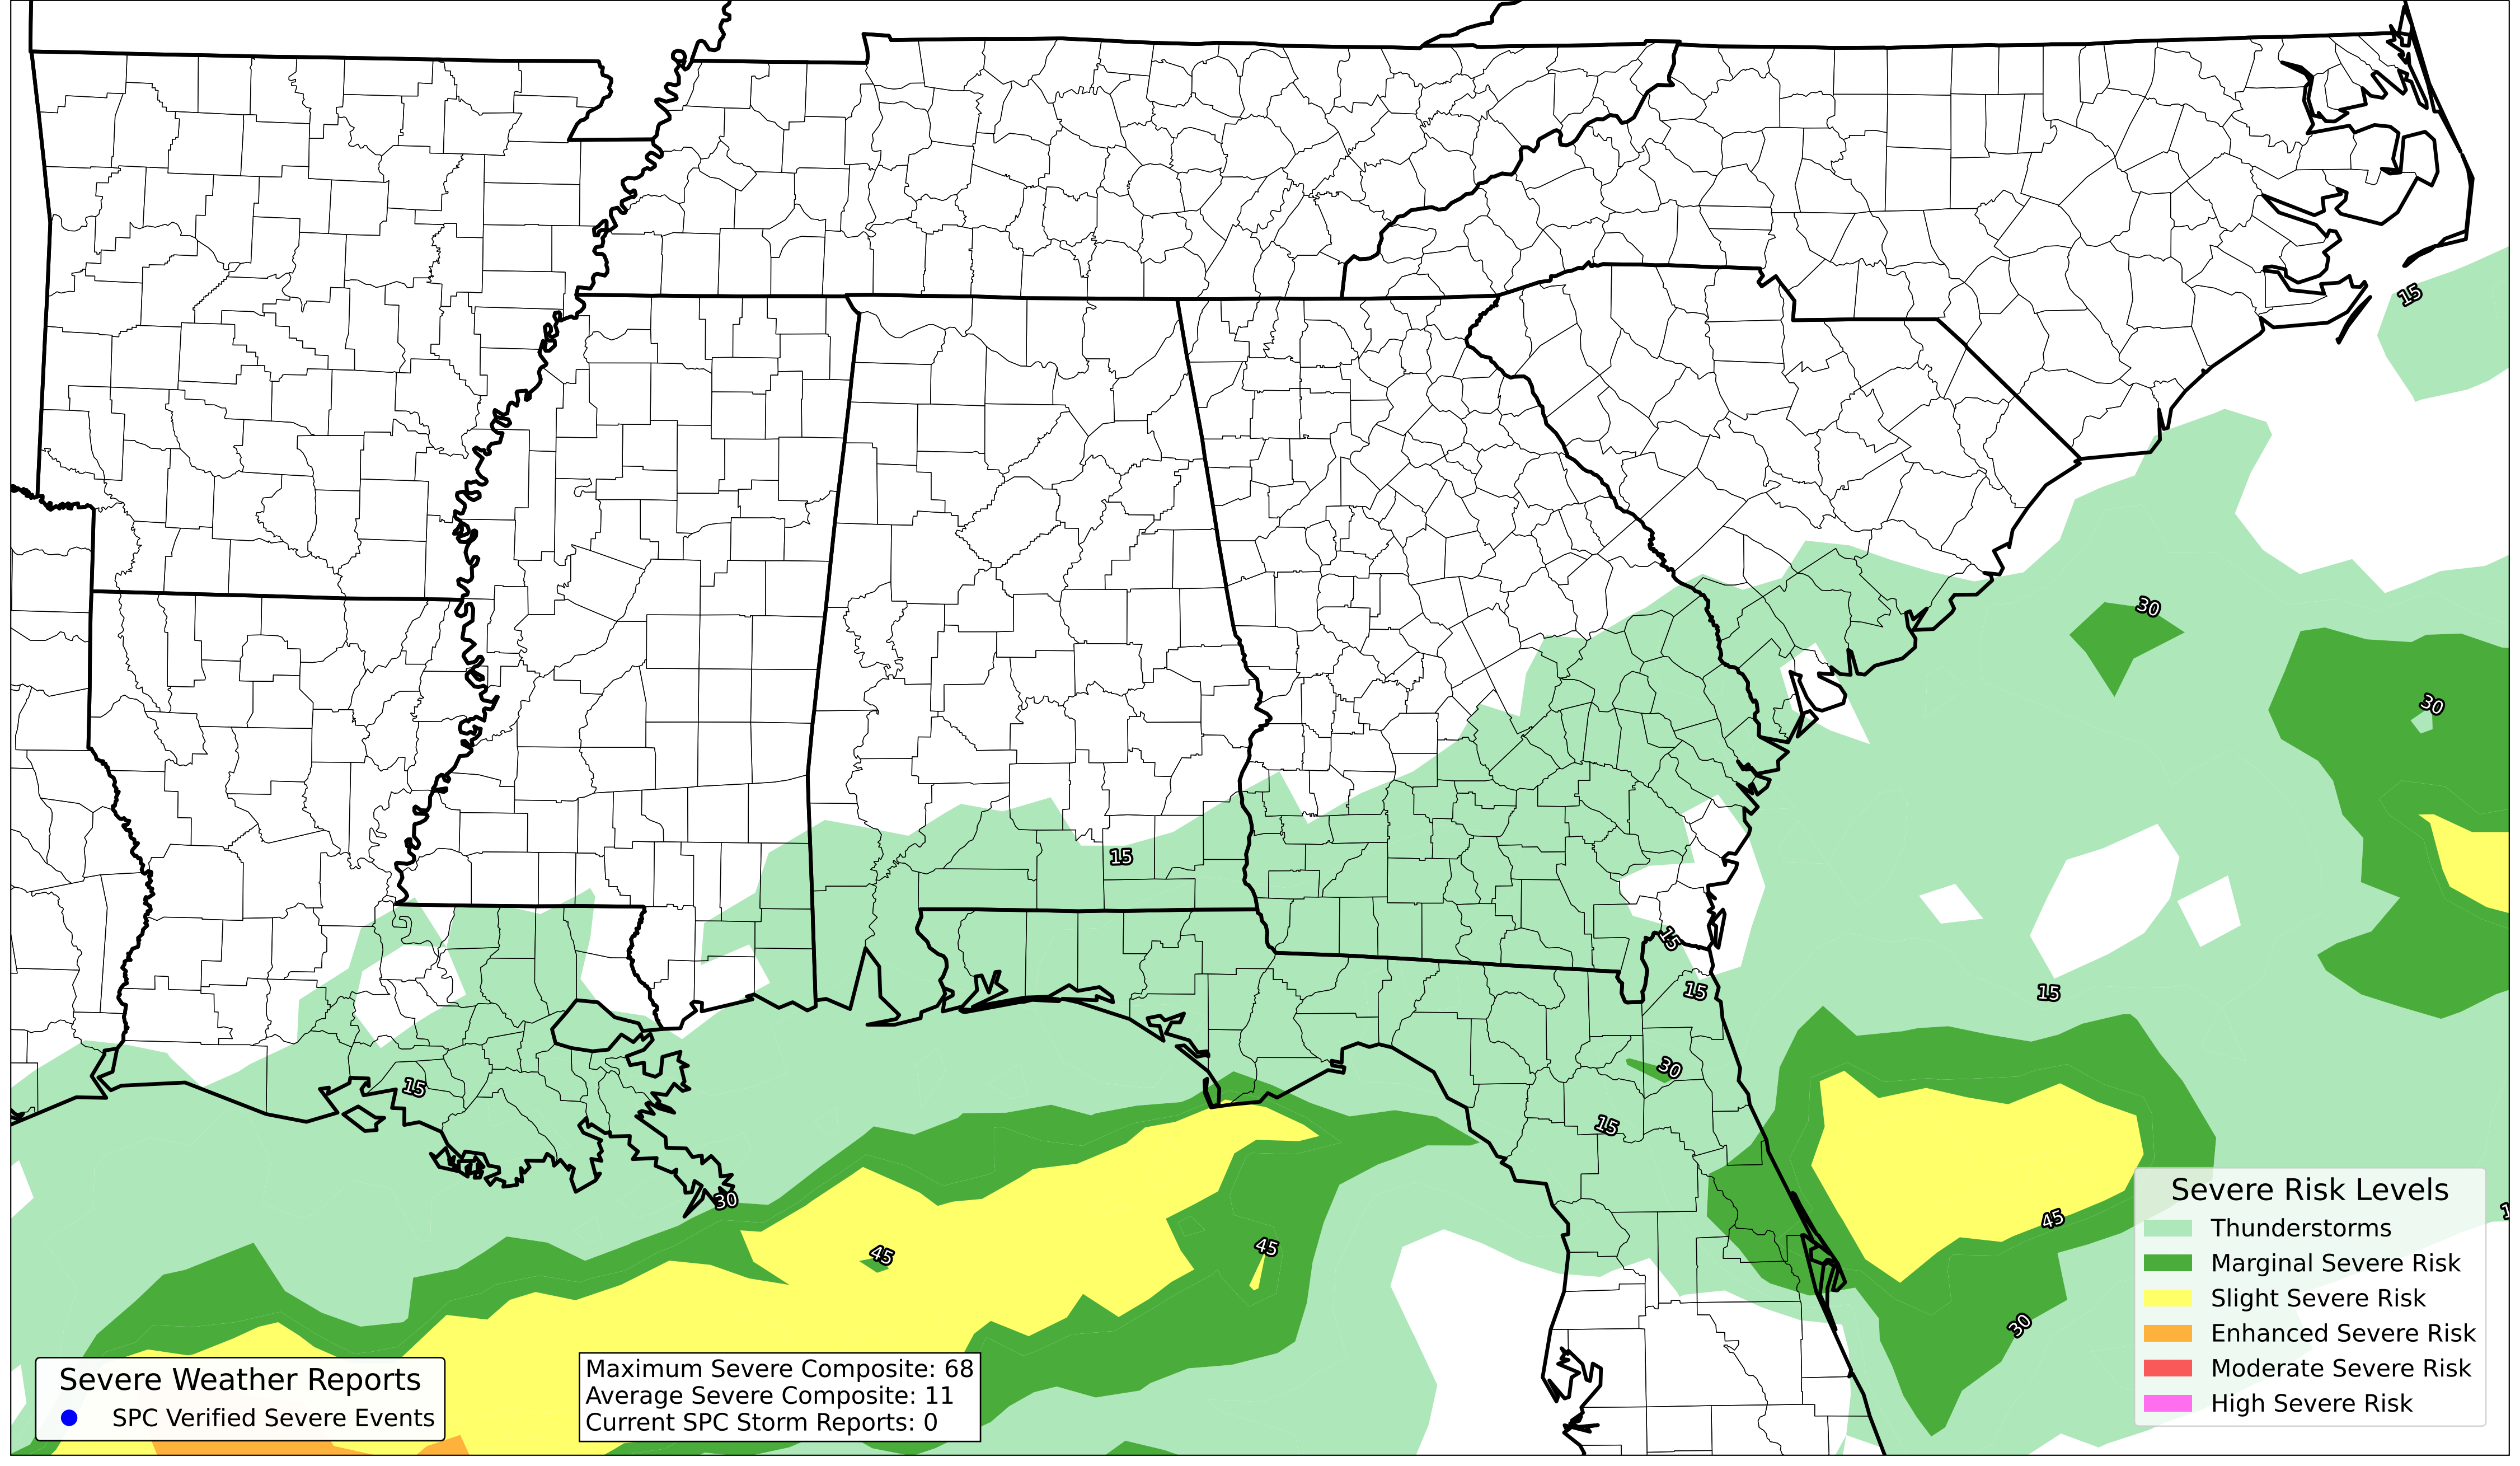 15
30
30
15
15
15
15
30
15
15
30
45
45
45
30
Severe Risk Levels
Thunderstorms
Marginal Severe Risk
Slight Severe Risk
Enhanced Severe Risk
Moderate Severe Risk
High Severe Risk
Severe Weather Reports
SPC Verified Severe Events
Maximum Severe Composite: 68
Average Severe Composite: 11
Current SPC Storm Reports: 0